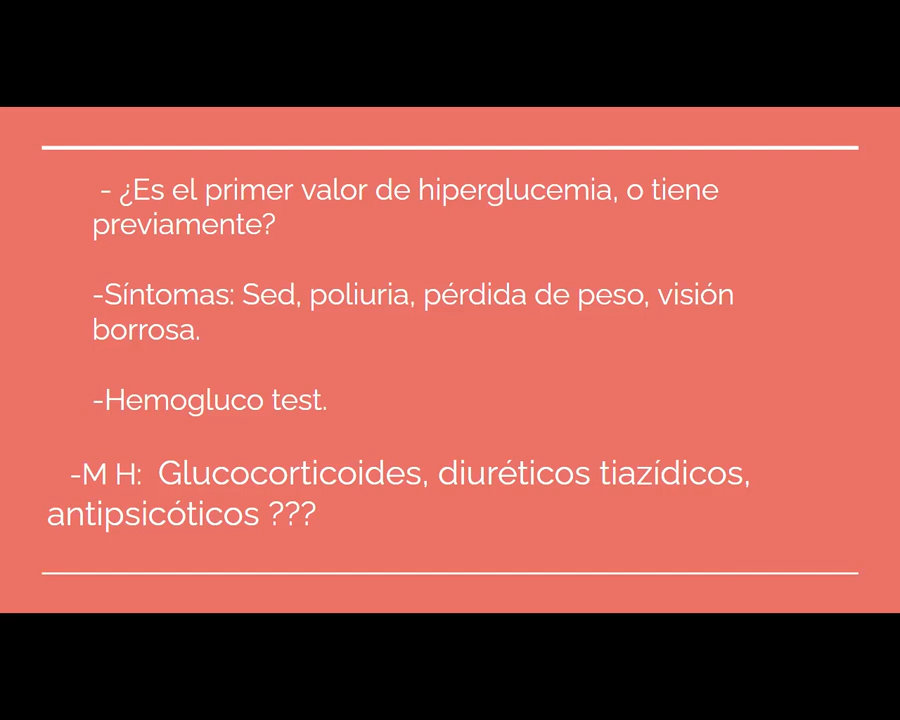 - ¿Es el primer valor de hiperglucemia, o tiene
previamente?
-Síntomas: Sed, poliuria, pérdida de peso, visión
borrosa.
-Hemogluco test.
-M H: Glucocorticoides, diuréticos tiazídicos,
antipsicóticos ???